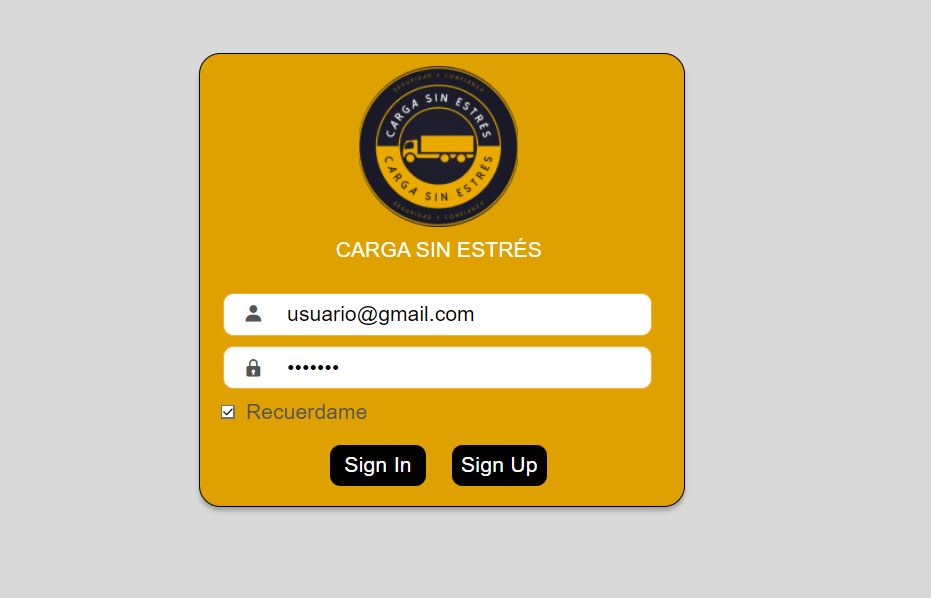 SEGURIDAD Y CONFIANZA
CARGA SIN ESTRÉS
CARGA SIN ESTRÉS
SEGURIDAD Y CONFIANZA
CARGA SIN ESTRÉS
usuario@gmail.com
•••••••
Recuerdame
Sign In Sign Up